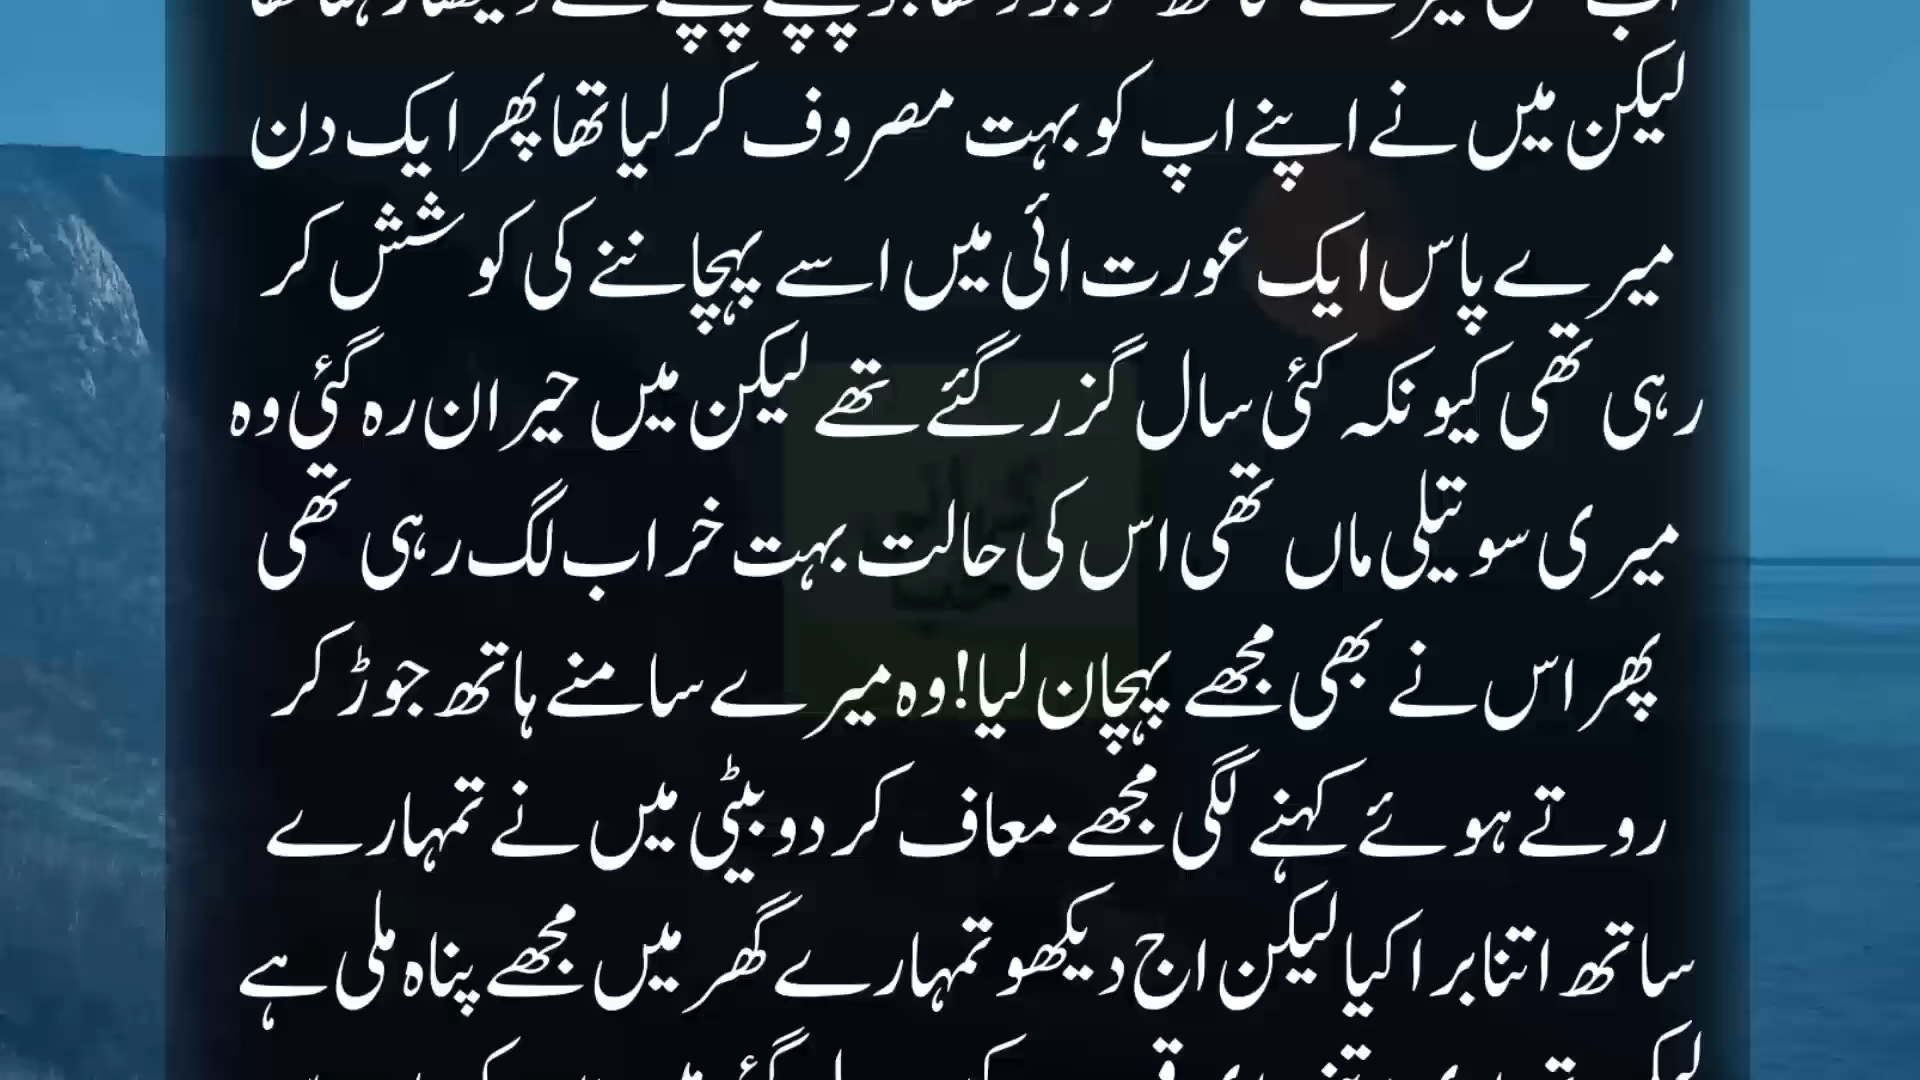 لیکن میں نے اپنے اپ کو بہت مصروف کر لیا تھا پھر ایک دن
میرے پاس ایک عورت ائی میں اسے پہچاننے کی کوشش کر
رہی تھی کیونکہ کئی سال گزر گئے تھے لیکن میں حیران رہ گئی وہ
میری سوتیلی ماں تھی اس کی حالت بہت خراب لگ رہی تھی
پھر اس نے بھی مجھے پہچان لیا! وہ میرے سامنے ہاتھ جوڑ کر
روتے ہوئے کہنے لگی مجھے معاف کر دو بیٹی میں نے تمہارے
ساتھ اتنا برا کیا لیکن اج دیکھو تمہارے گھر میں مجھے پناہ ملی ہے